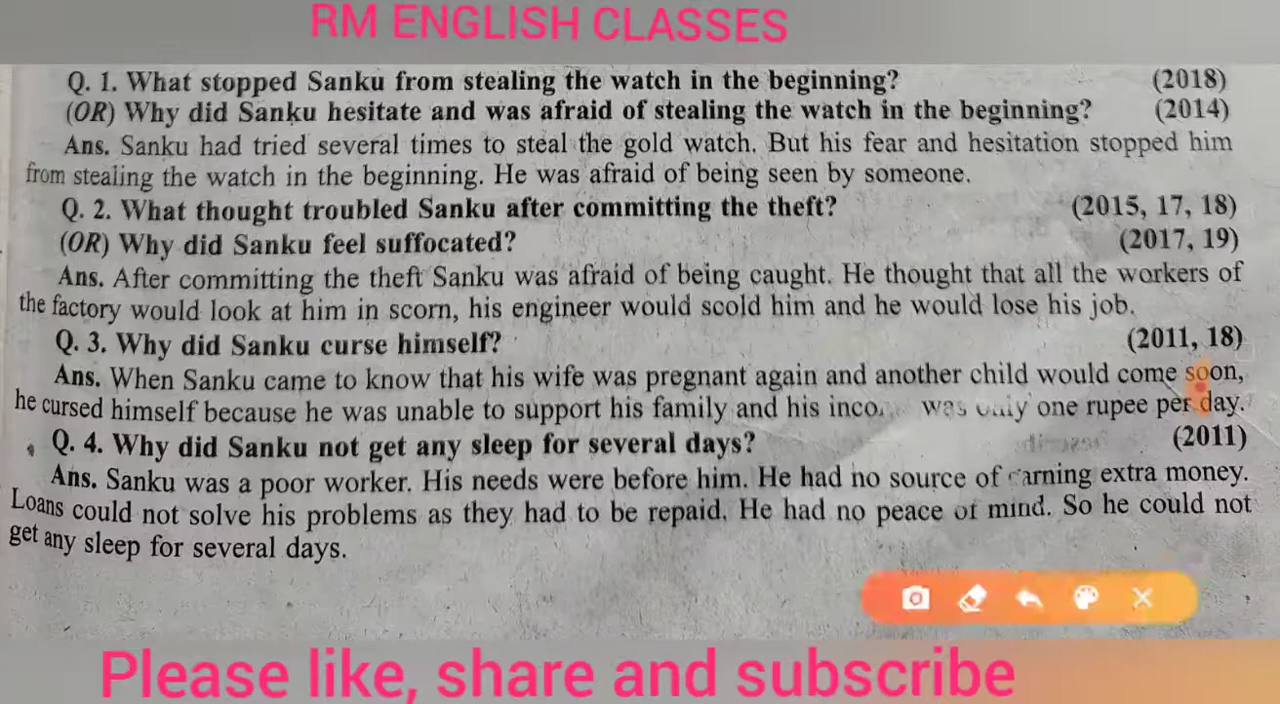 RM ENGLISH CLASSES
Q. 1. What stopped Sanku from stealing the watch in the beginning? (2018)
(OR) Why did Sanku hesitate and was afraid of stealing the watch in the beginning? (2014)
Ans. Sanku had tried several times to steal the gold watch. But his fear and hesitation stopped him
from stealing the watch in the beginning. He was afraid of being seen by someone.
Q. 2. What thought troubled Sanku after committing the theft? (2015, 17, 18)
(OR) Why did Sanku feel suffocated? (2017, 19)
Ans. After committing the theft Sanku was afraid of being caught. He thought that all the workers of
the factory would look at him in scorn, his engineer would scold him and he would lose his job.
Q. 3. Why did Sanku curse himself? (2011, 18)
Ans. When Sanku came to know that his wife was pregnant again and another child would come soon,
he cursed himself because he was unable to support his family and his was only one rupee per day.
Q. 4. Why did Sanku not get any sleep for several days? (2011)
Ans. Sanku was a poor worker. His needs were before him. He had no source of earning extra money.
Loans could not solve his problems as they had to be repaid. He had no peace of mind. So he could not
get any sleep for several days.
Please like, share and subscribe